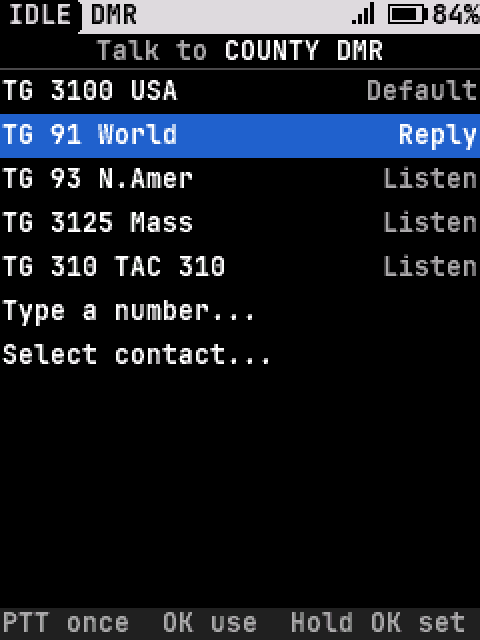 IDLE DMR 84%
Talk to COUNTY DMR
TG 3100 USA Default
TG 91 World Reply
TG 93 N.Amer Listen
TG 3125 Mass Listen
TG 310 TAC 310 Listen
Type a number...
Select contact...
PTT once OK use Hold OK set